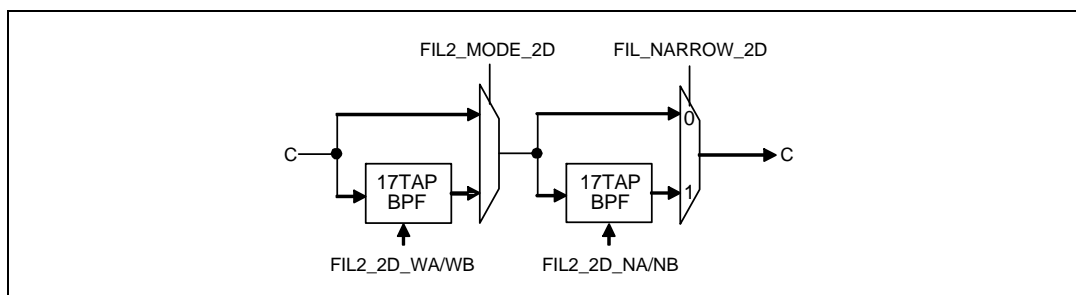 FIL2_MODE_2D
FIL_NARROW_2D
C
0
C
17TAP
BPF
1
17TAP
BPF
FIL2_2D_WA/WB
FIL2_2D_NA/NB